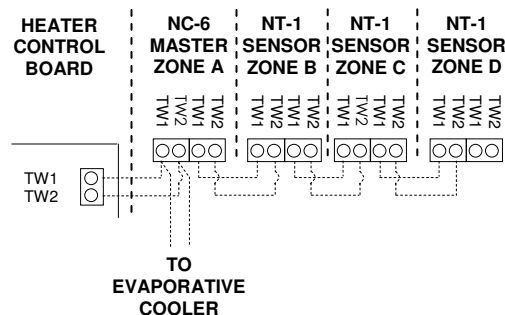 HEATER
CONTROL
BOARD
NC-6
MASTER
ZONE A
NT-1
SENSOR
ZONE B
NT-1
SENSOR
ZONE C
NT-1
SENSOR
ZONE D
TW1
TW2
TW1
TW2
TW1
TW2
TW1
TW2
TW1
TW2
TW1
TW2
TW1
TW2
TW1
TW2
TW1
TW2
TO
EVAPORATIVE
COOLER